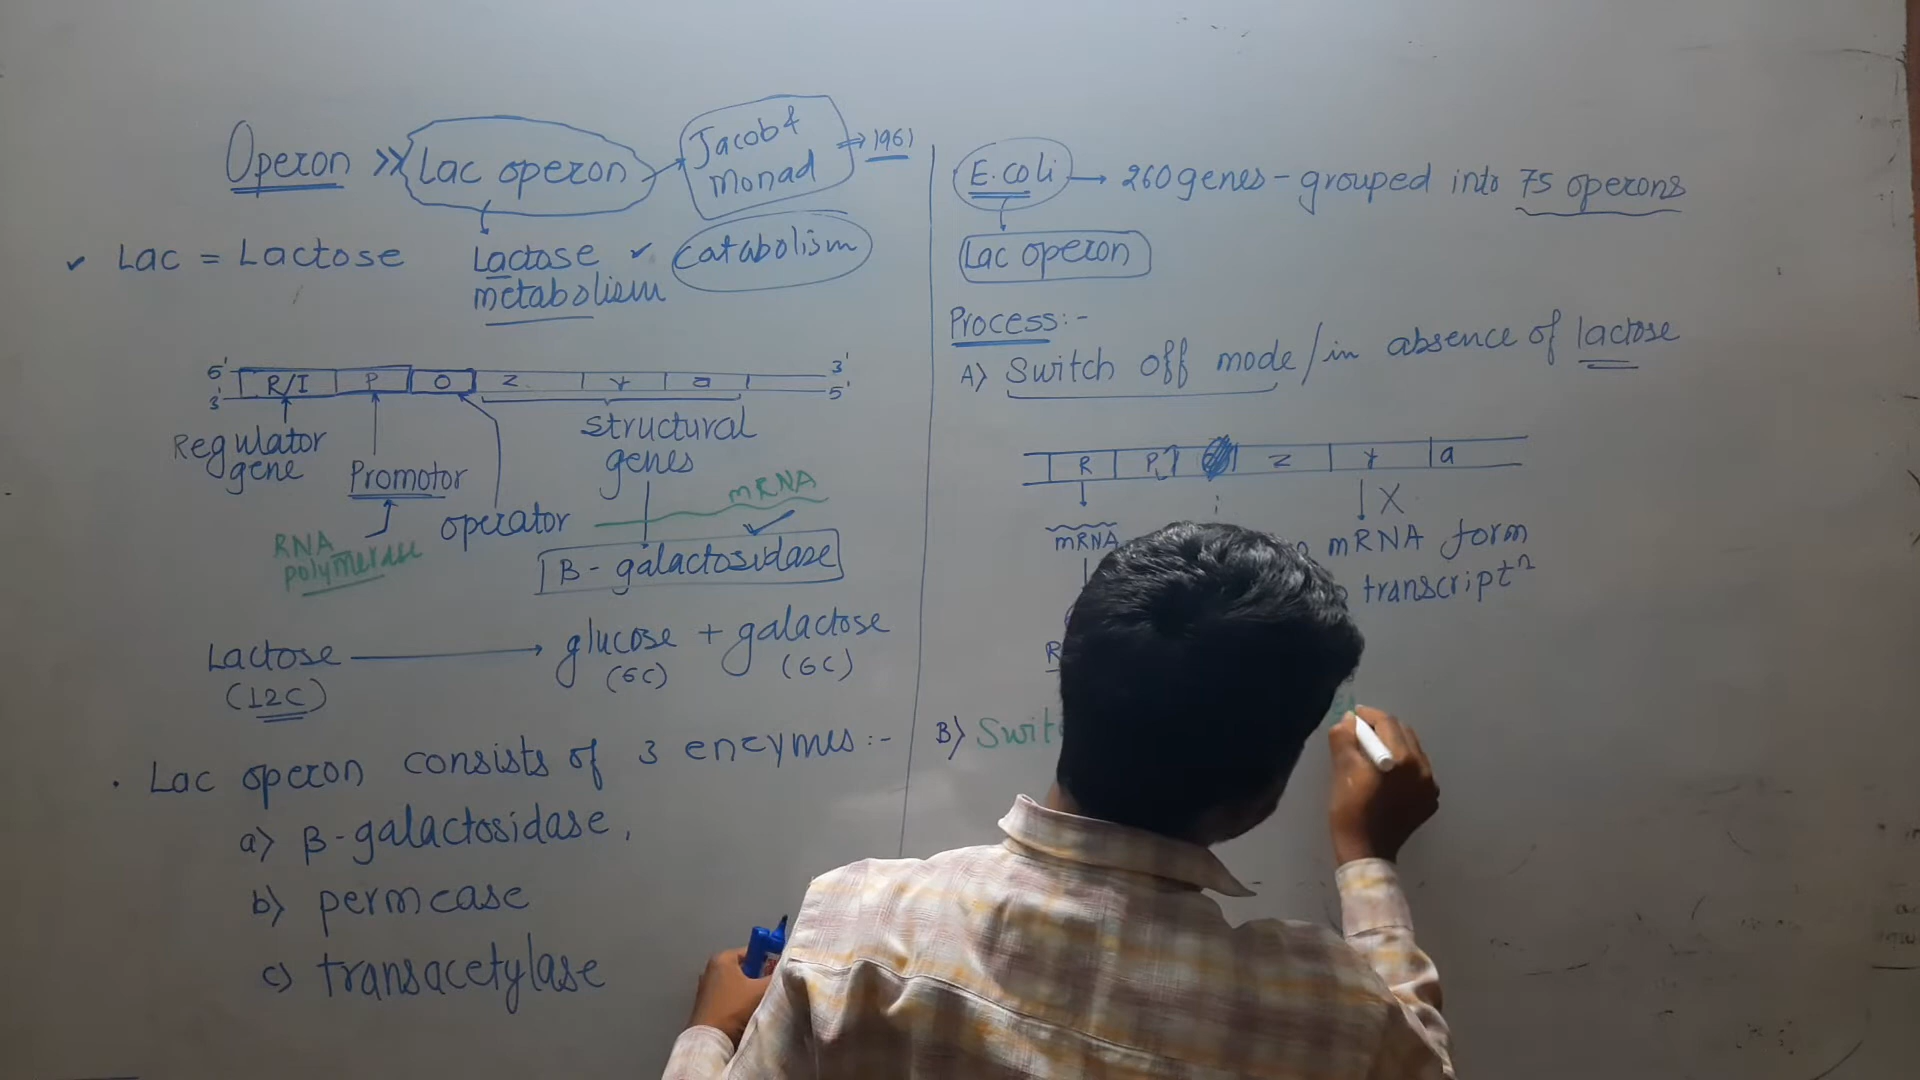 Operon >> Lac operon → Jacob & Monad ⇒ 1961
✓ Lac = Lactose
Lactose ✓ catabolism
metabolism
5' R/I P O Z Y a 3'
3' 5'
Regulator gene
Promotor
operator
structural genes
mRNA
RNA polymerase
β-galactosidase
Lactose → glucose + galactose
(12C) (6C) (6C)
• Lac operon consists of 3 enzymes:-
a) β-galactosidase,
b) permease
c) transacetylase
E.coli → 260 genes - grouped into 75 operons
Lac operon
Process:-
A) Switch off mode/in absence of lactose
R P Z Y a
X
mRNA
mRNA form
transcriptⁿ
R
B) Swit